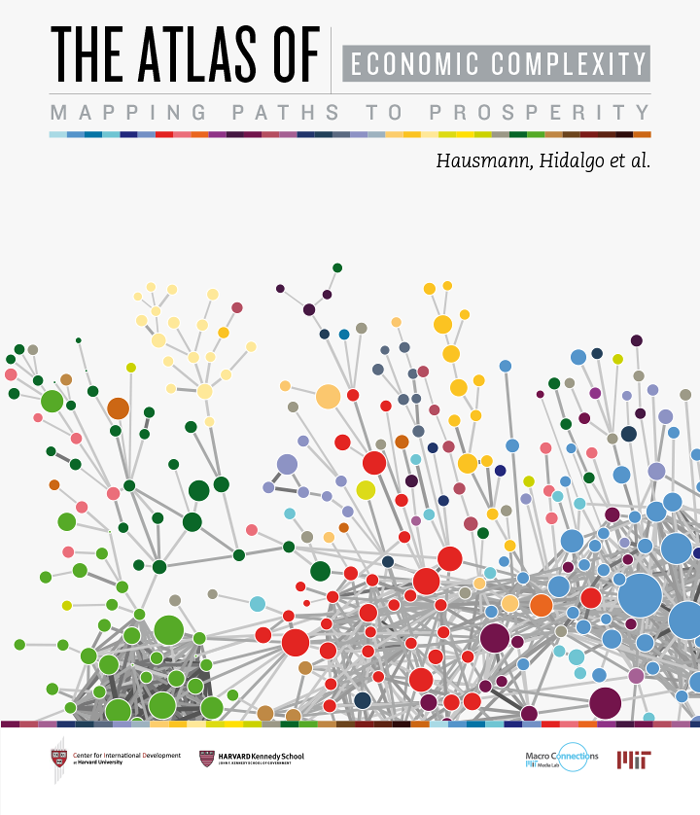 THE ATLAS OF
ECONOMIC COMPLEXITY
MAPPING PATHS TO PROSPERITY
Hausmann, Hidalgo et al.
Center for International Development
at Harvard University
HARVARD Kennedy School
JOHN F. KENNEDY SCHOOL OF GOVERNMENT
Macro Connections
MIT Media Lab
MIT